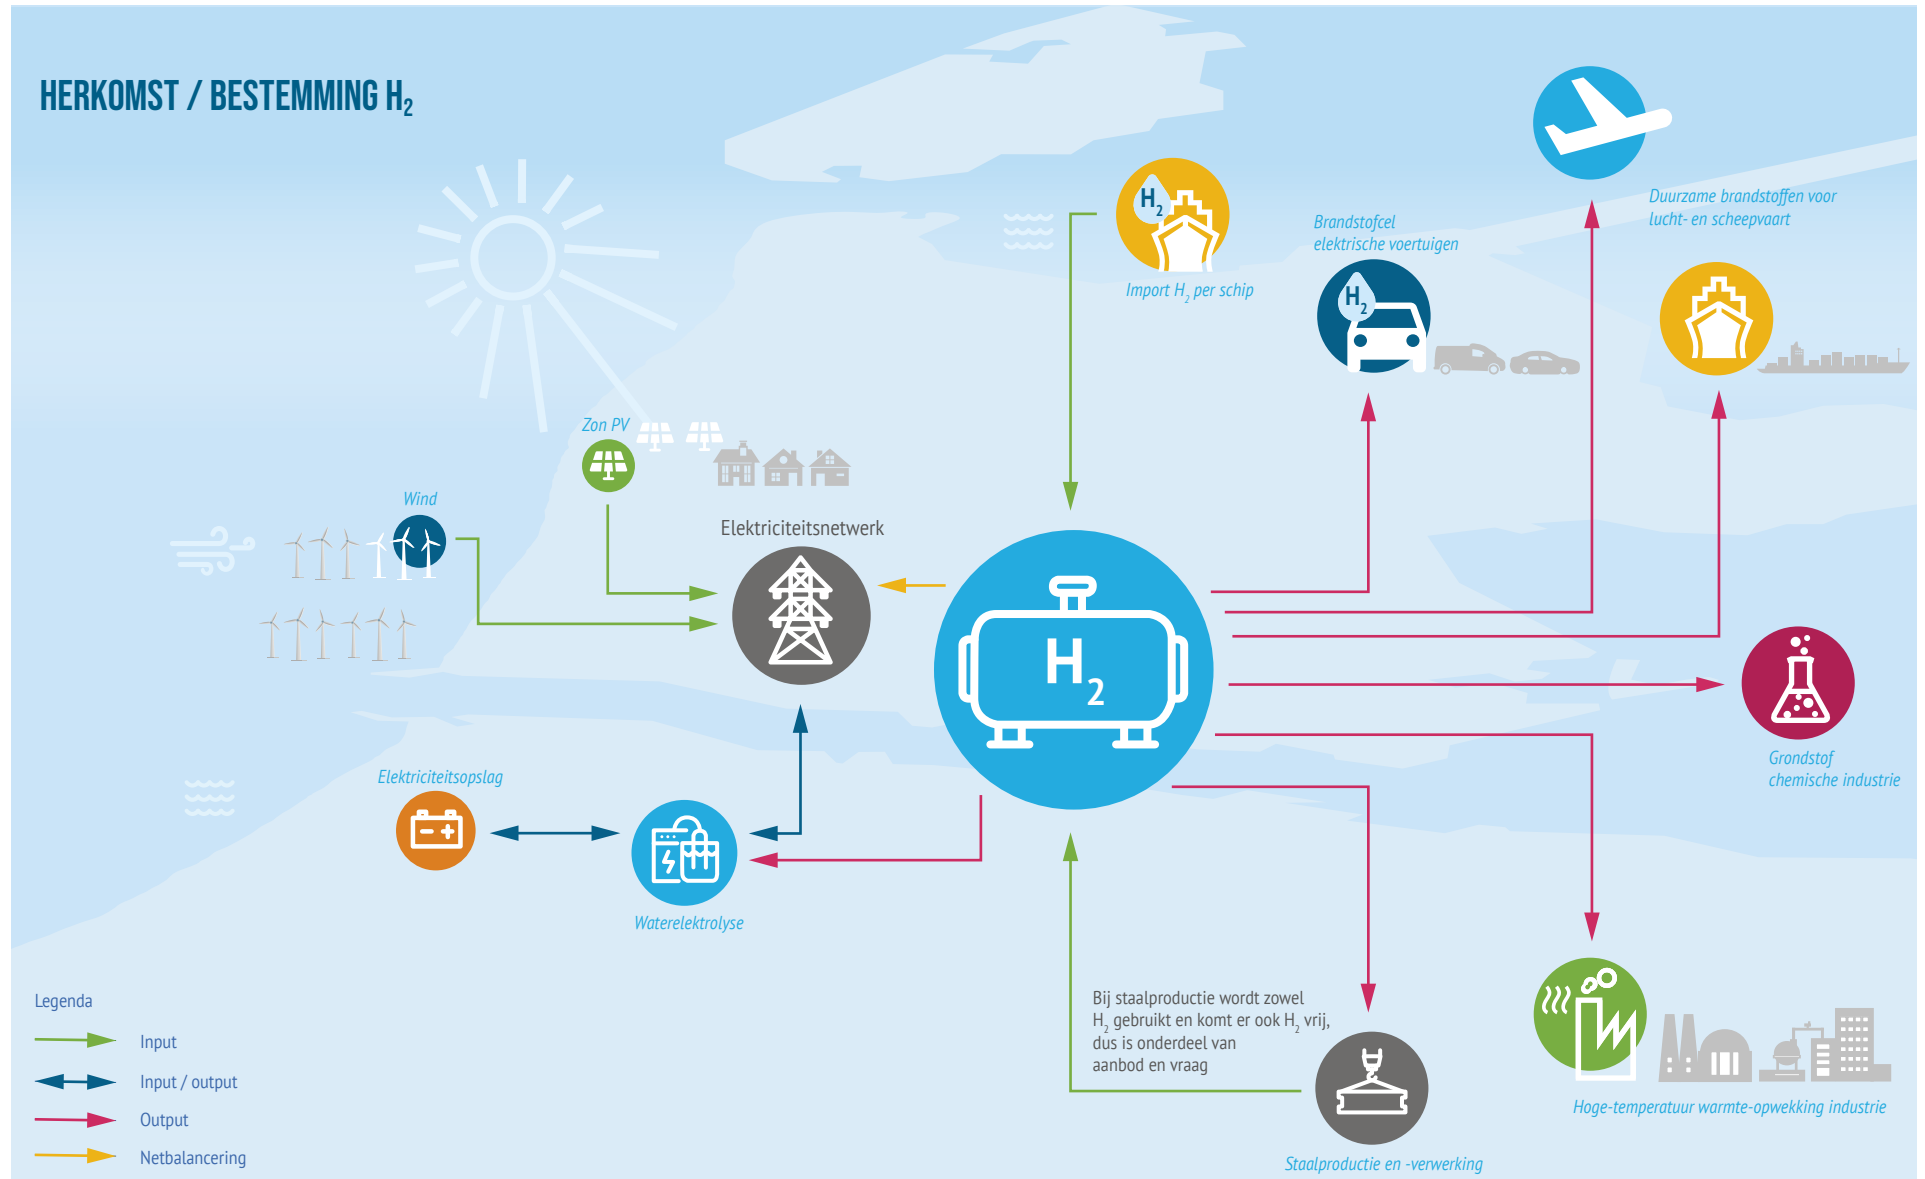 HERKOMST / BESTEMMING H₂
H₂
Import H₂ per schip
Brandstofcel
elektrische voertuigen
H₂
Duurzame brandstoffen voor
lucht- en scheepvaart
Zon PV
Wind
Elektriciteitsnetwerk
H₂
Grondstof
chemische industrie
Elektriciteitsopslag
Waterelektrolyse
Bij staalproductie wordt zowel
H₂ gebruikt en komt er ook H₂ vrij,
dus is onderdeel van
aanbod en vraag
Hoge-temperatuur warmte-opwekking industrie
Staalproductie en -verwerking
Legenda
Input
Input / output
Output
Netbalancering